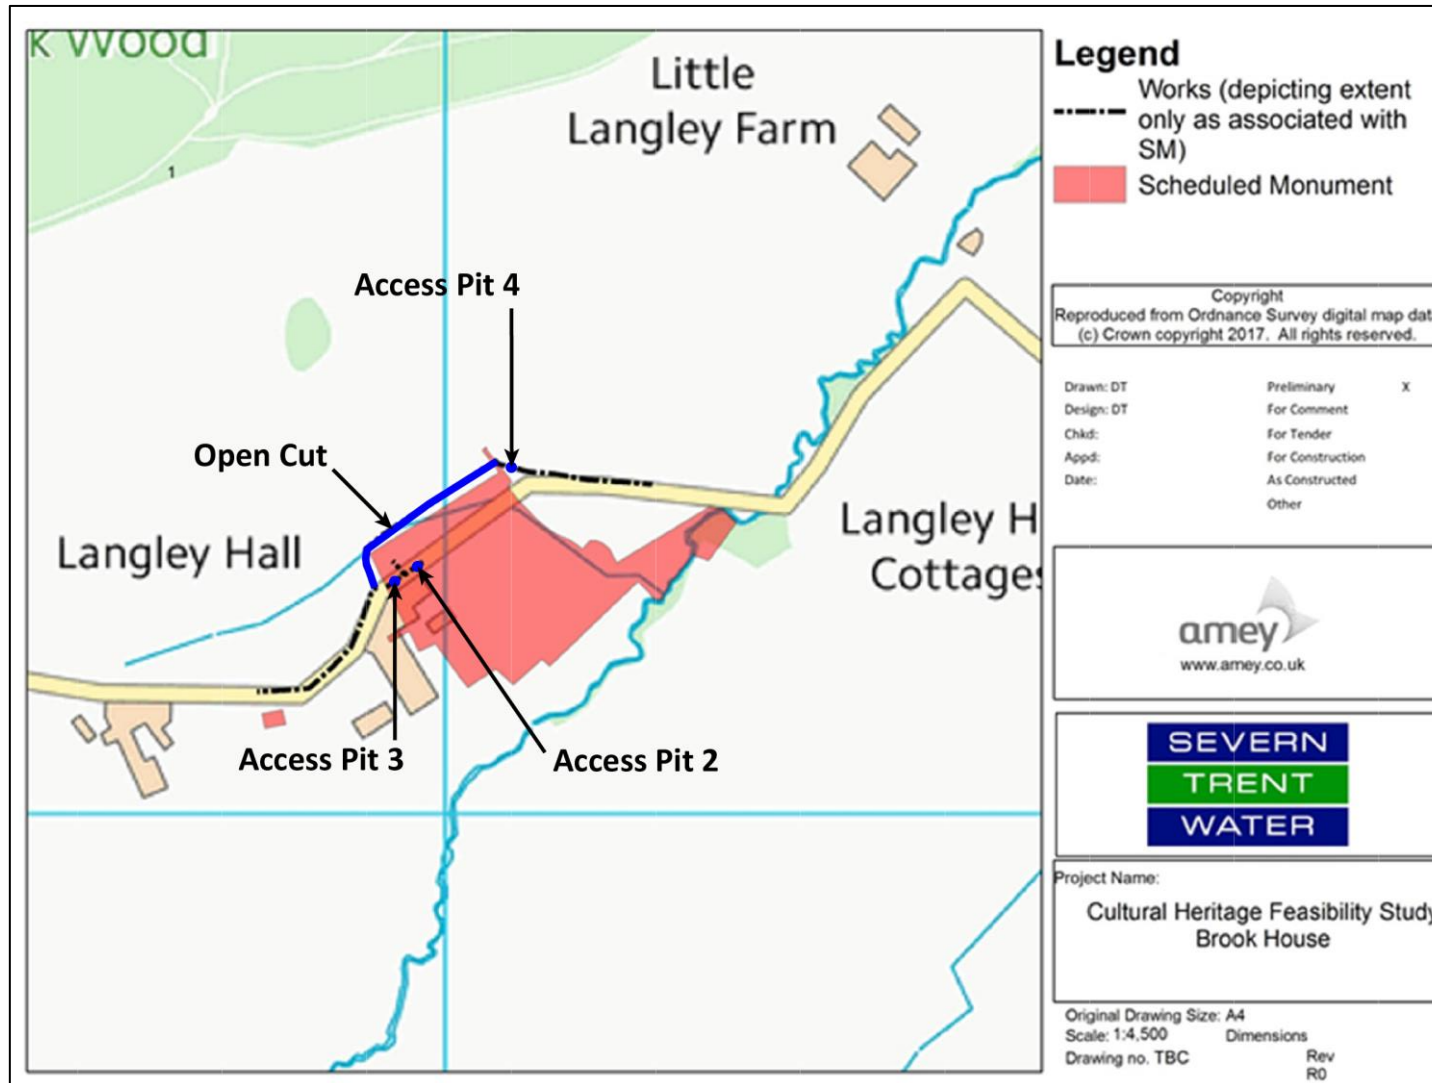 k Wood
Little
Langley Farm
1
Access Pit 4
Open Cut
Langley Hall
Langley H
Cottages
Access Pit 3
Access Pit 2
Legend
Works (depicting extent
only as associated with
SM)
Scheduled Monument
Copyright
Reproduced from Ordnance Survey digital map dat
(c) Crown copyright 2017. All rights reserved.
Drawn: DT Preliminary X
Design: DT For Comment
Chkd: For Tender
Appd: For Construction
Date: As Constructed
Other
amey
www.amey.co.uk
SEVERN
TRENT
WATER
Project Name:
Cultural Heritage Feasibility Study
Brook House
Original Drawing Size: A4
Scale: 1:4,500 Dimensions
Drawing no. TBC Rev
R0